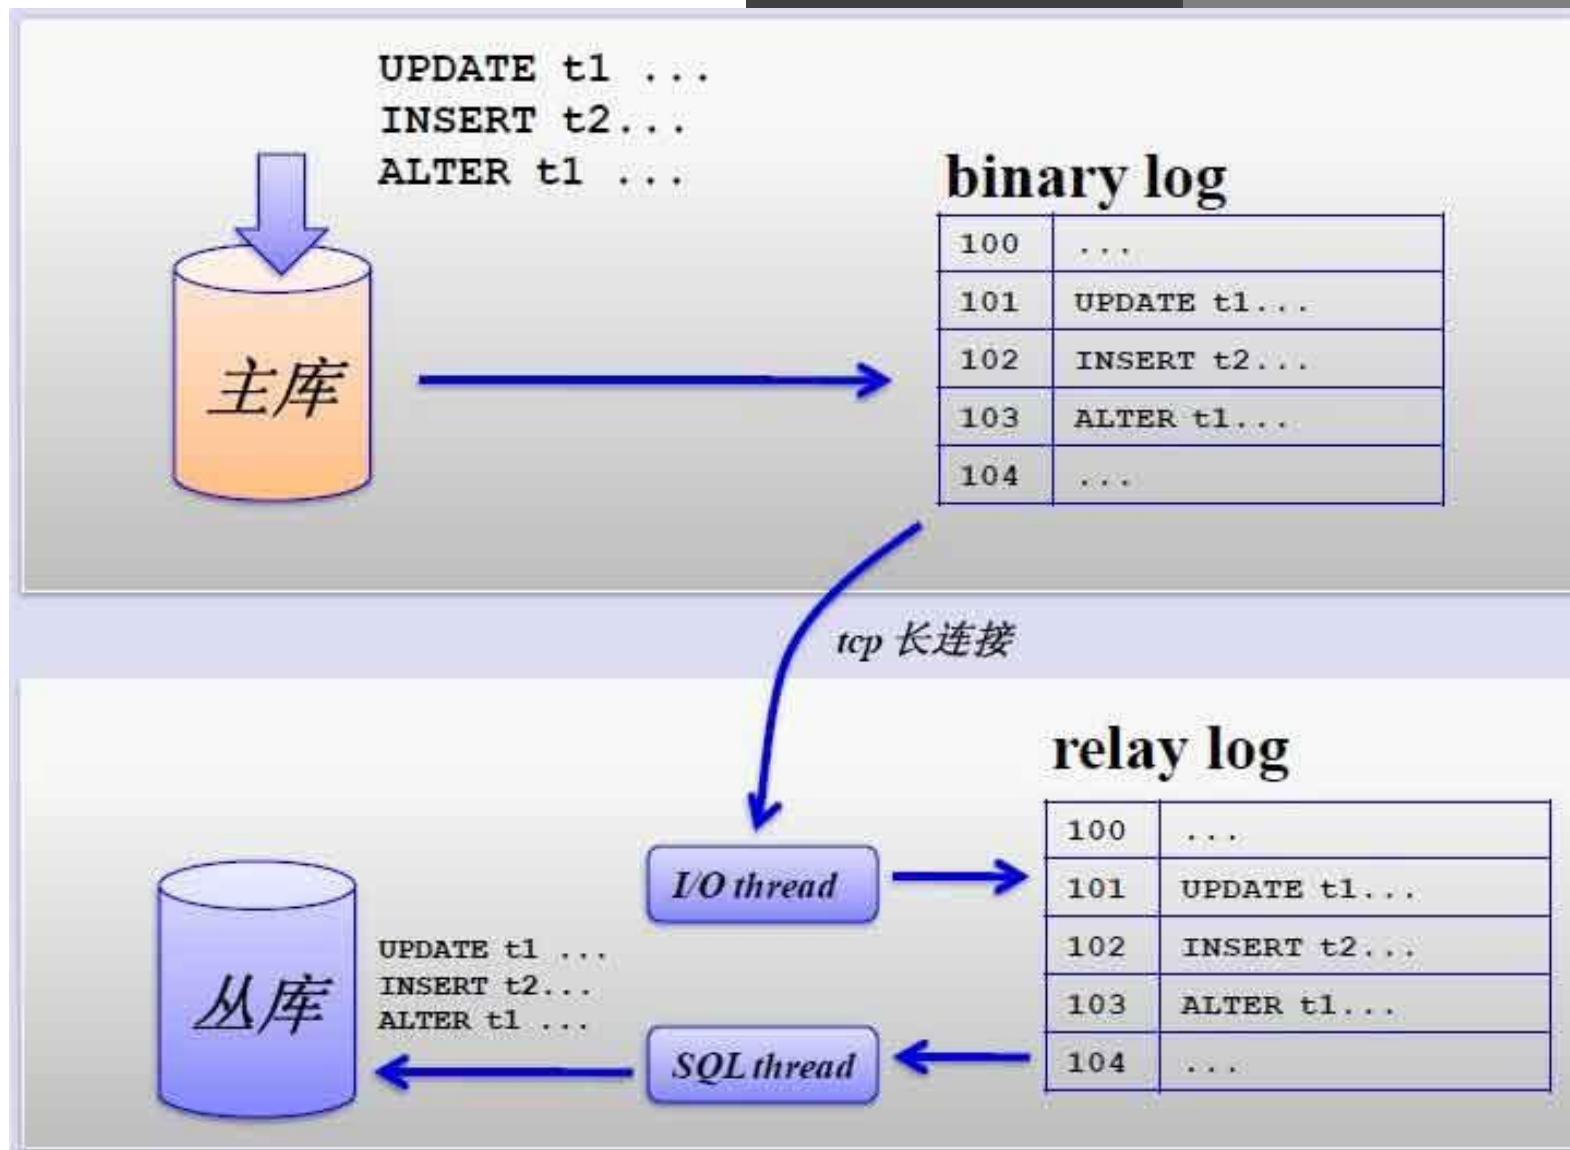 UPDATE t1 ...
INSERT t2...
ALTER t1 ...
binary log
100 ...
101 UPDATE t1...
102 INSERT t2...
103 ALTER t1...
104 ...
主库
tcp 长连接
relay log
100 ...
101 UPDATE t1...
102 INSERT t2...
103 ALTER t1...
104 ...
I/O thread
UPDATE t1 ...
INSERT t2...
ALTER t1 ...
丛库
SQL thread